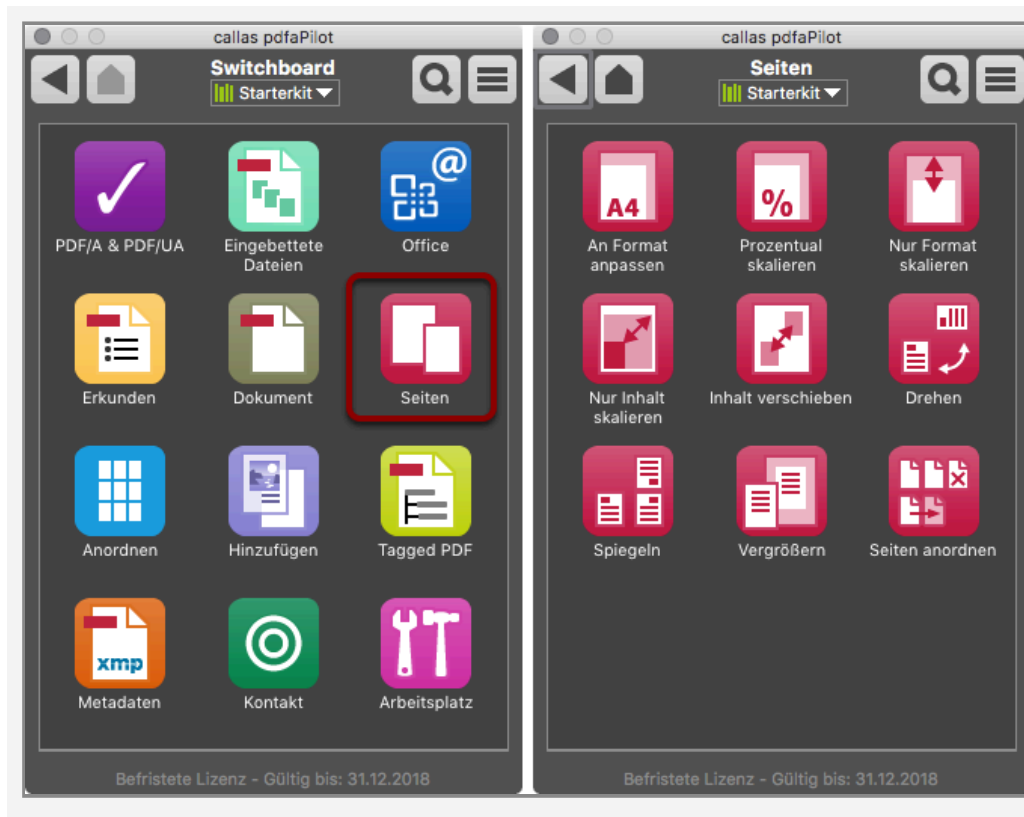 callas pdfaPilot
Switchboard
Starterkit
PDF/A & PDF/UA
Eingebettete
Dateien
@
Office
Erkunden
Dokument
Seiten
Anordnen
Hinzufügen
Tagged PDF
xmp
Metadaten
Kontakt
Arbeitsplatz
Befristete Lizenz - Gültig bis: 31.12.2018
callas pdfaPilot
Seiten
Starterkit
A4
An Format
anpassen
%
Prozentual
skalieren
Nur Format
skalieren
Nur Inhalt
skalieren
Inhalt verschieben
Drehen
Spiegeln
Vergrößern
Seiten anordnen
Befristete Lizenz - Gültig bis: 31.12.2018